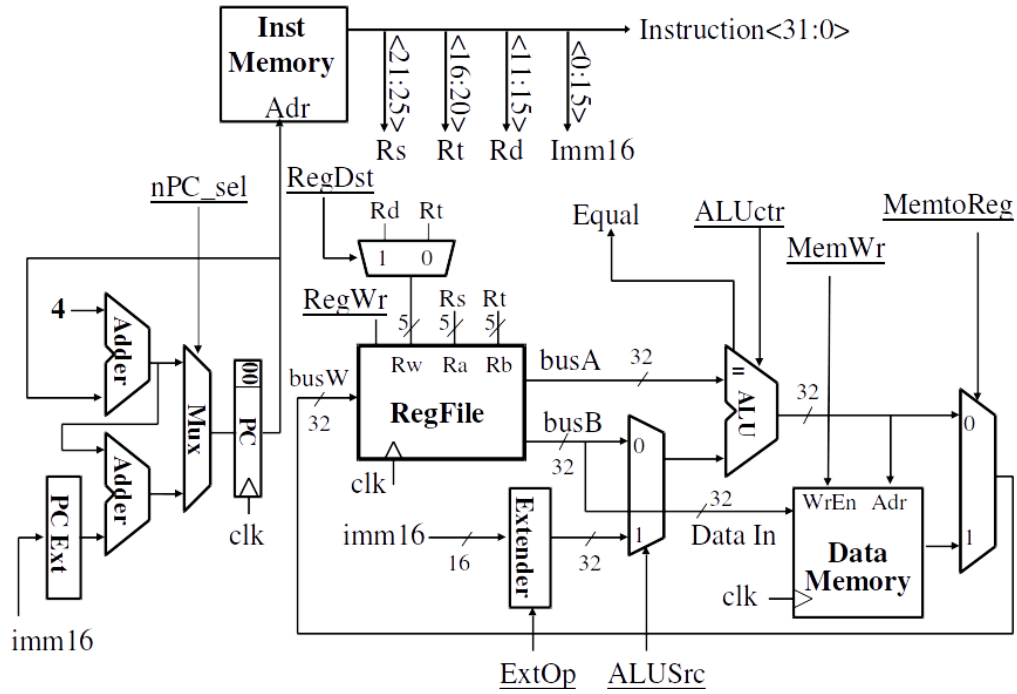 Inst
Memory
Adr
Instruction<31:0>
<21:25>
<16:20>
<11:15>
<0:15>
Rs
Rt
Rd
Imm16
nPC_sel
RegDst
Rd
Rt
1
0
Equal
ALUctr
MemtoReg
MemWr
RegWr
5
Rs
5
Rt
5
4
Adder
Mux
00
PC
clk
Adder
PC Ext
imm16
busW
32
Rw
Ra
Rb
RegFile
clk
busA
32
busB
32
0
1
=
ALU
32
imm16
16
Extender
32
ExtOp
ALUSrc
32
Data In
WrEn
Adr
Data
Memory
clk
0
1